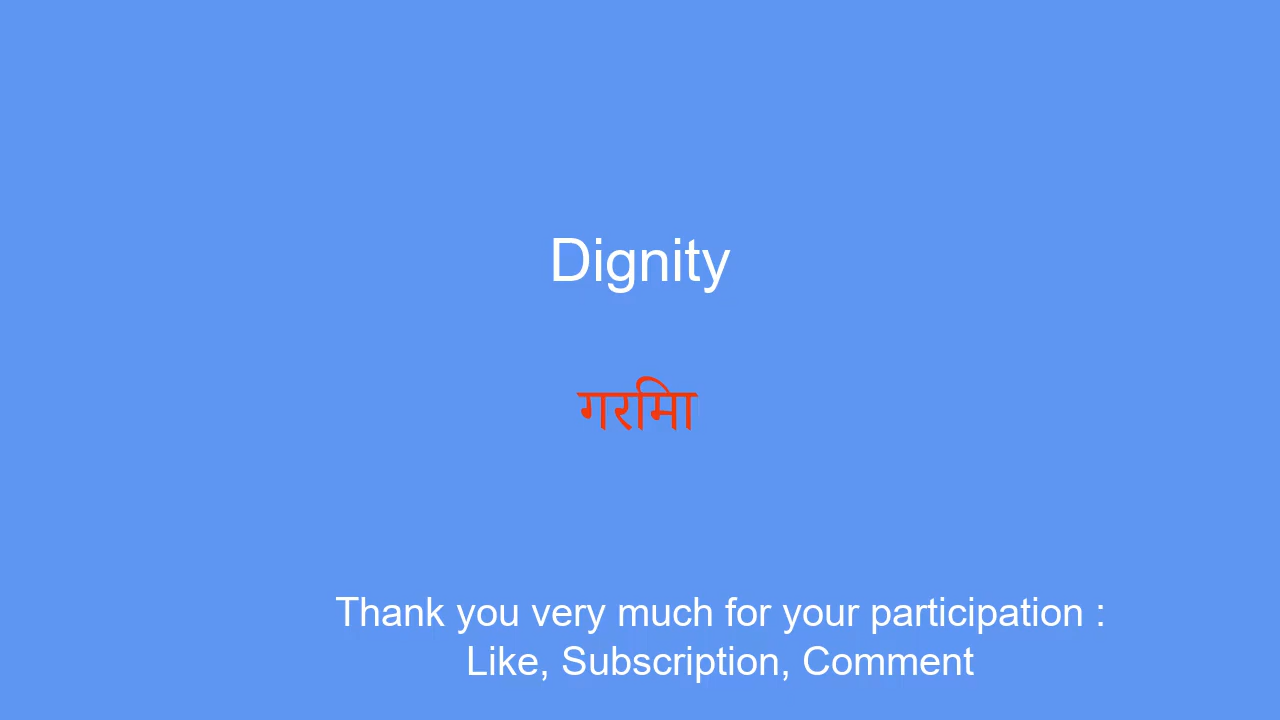 Dignity
गरिमा
Thank you very much for your participation :
Like, Subscription, Comment